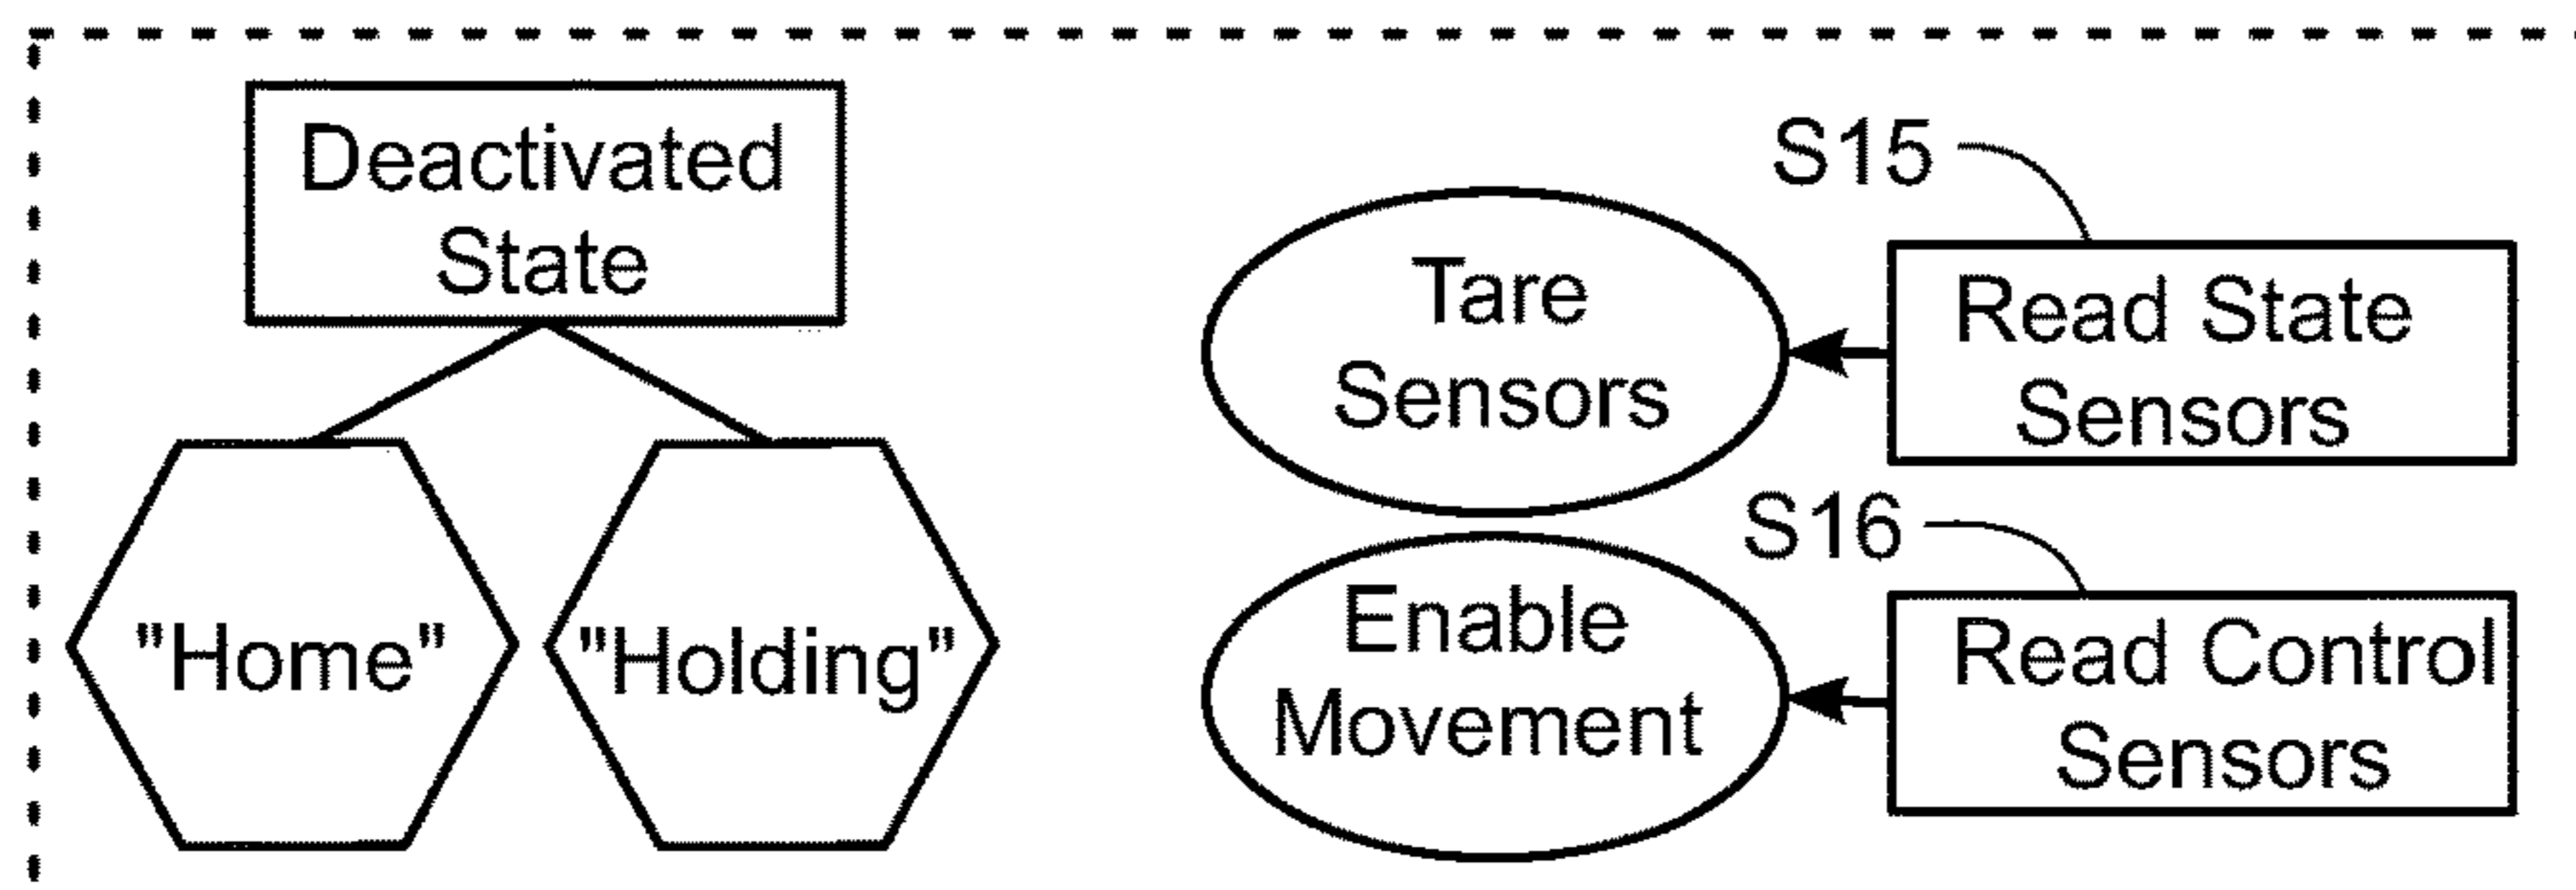 Deactivated
State
"Home"
"Holding"
Tare
Sensors
S15
Read State
Sensors
Enable
Movement
S16
Read Control
Sensors